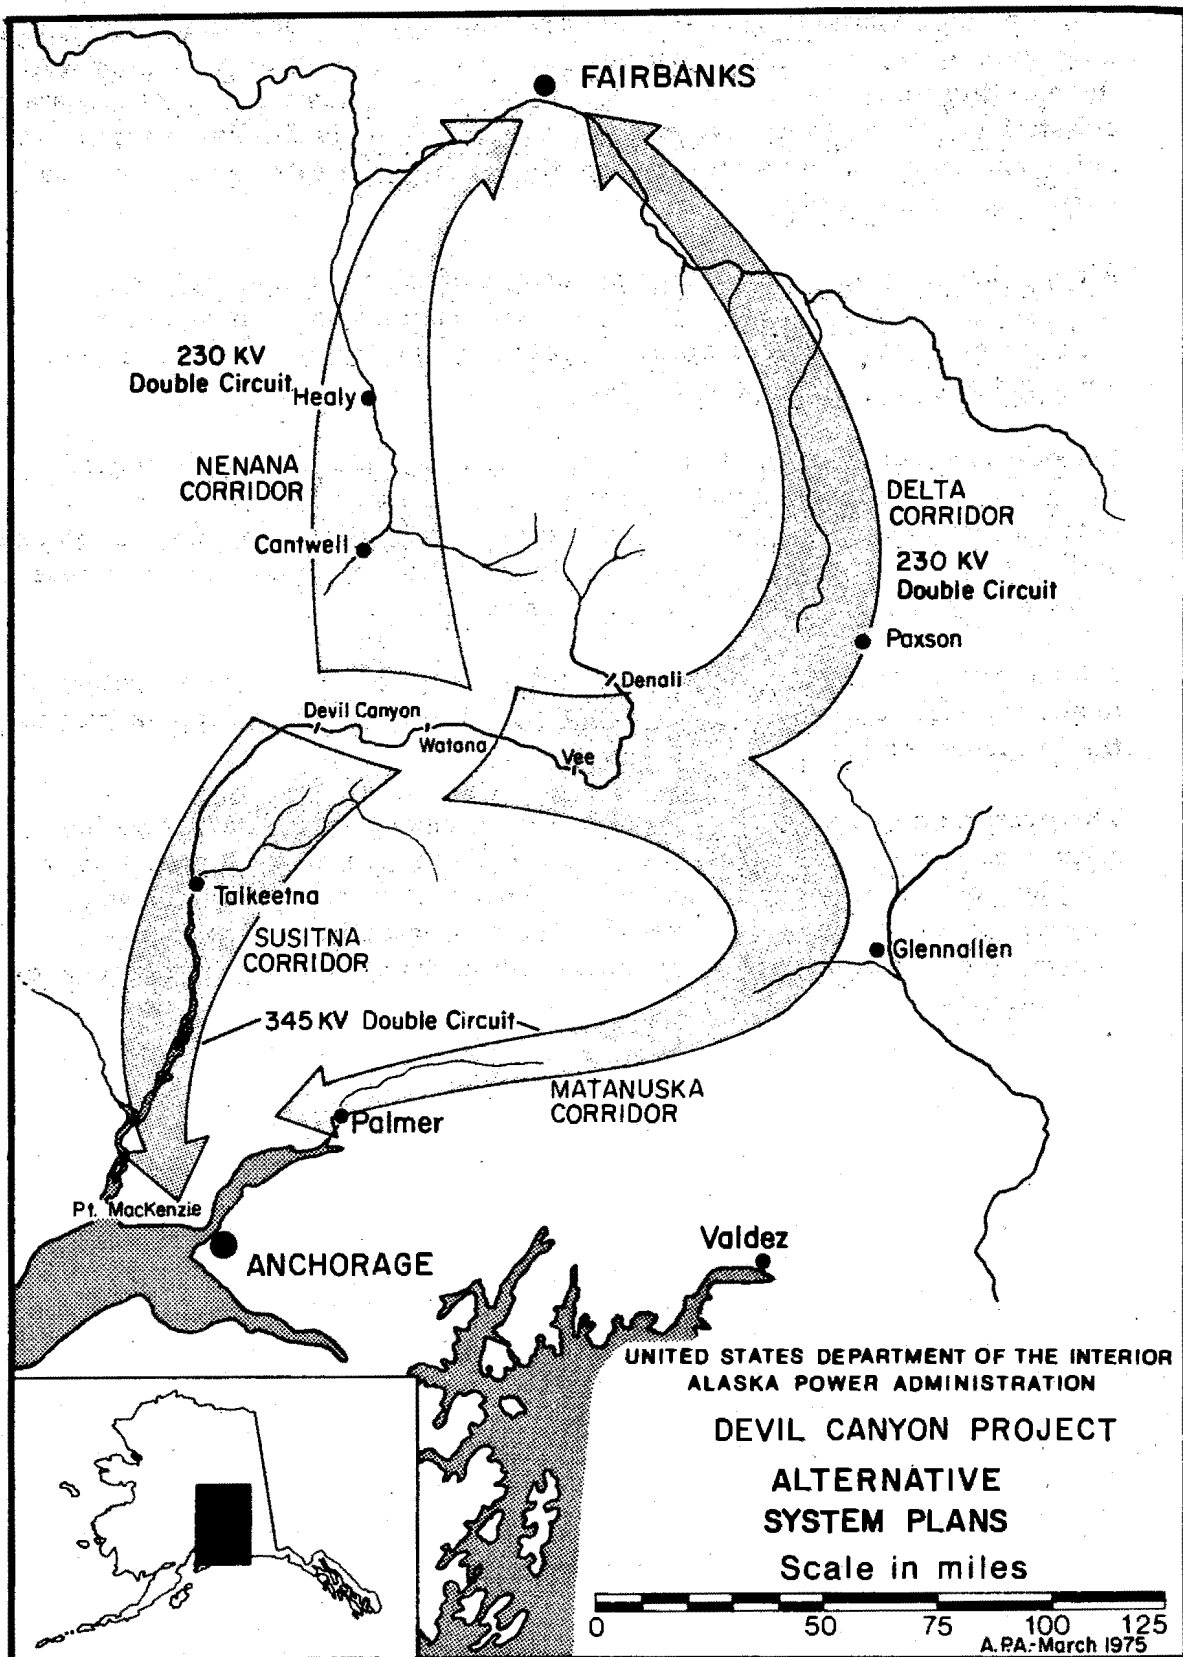 FAIRBANKS
230 KV
Double Circuit
Healy
NENANA
CORRIDOR
Cantwell
DELTA
CORRIDOR
230 KV
Double Circuit
Paxson
Denali
Devil Canyon
Watana
Vee
Talkeetna
SUSITNA
CORRIDOR
Glennallen
345 KV Double Circuit
MATANUSKA
CORRIDOR
Palmer
Pt. MacKenzie
ANCHORAGE
Valdez
UNITED STATES DEPARTMENT OF THE INTERIOR
ALASKA POWER ADMINISTRATION
DEVIL CANYON PROJECT
ALTERNATIVE
SYSTEM PLANS
Scale in miles
0 50 75 100 125
A.P.A.-March 1975